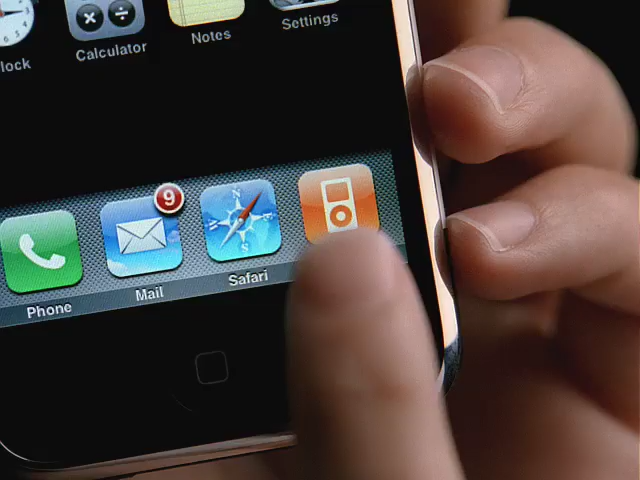 lock
Calculator
Notes
Settings
9
N
S
Phone
Mail
Safari